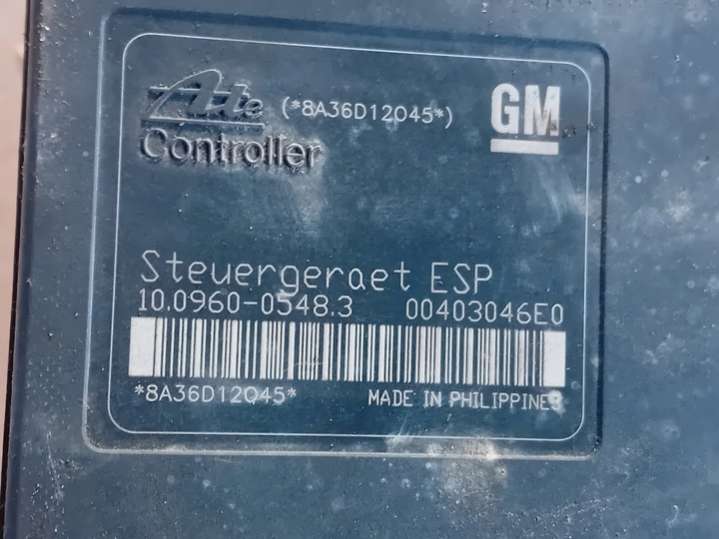 Ate (*8A36D12045*) GM
Controller
Steuergeraet ESP
10.0960-0548.3 00403046E0
*8A36D12045*
MADE IN PHILIPPINES